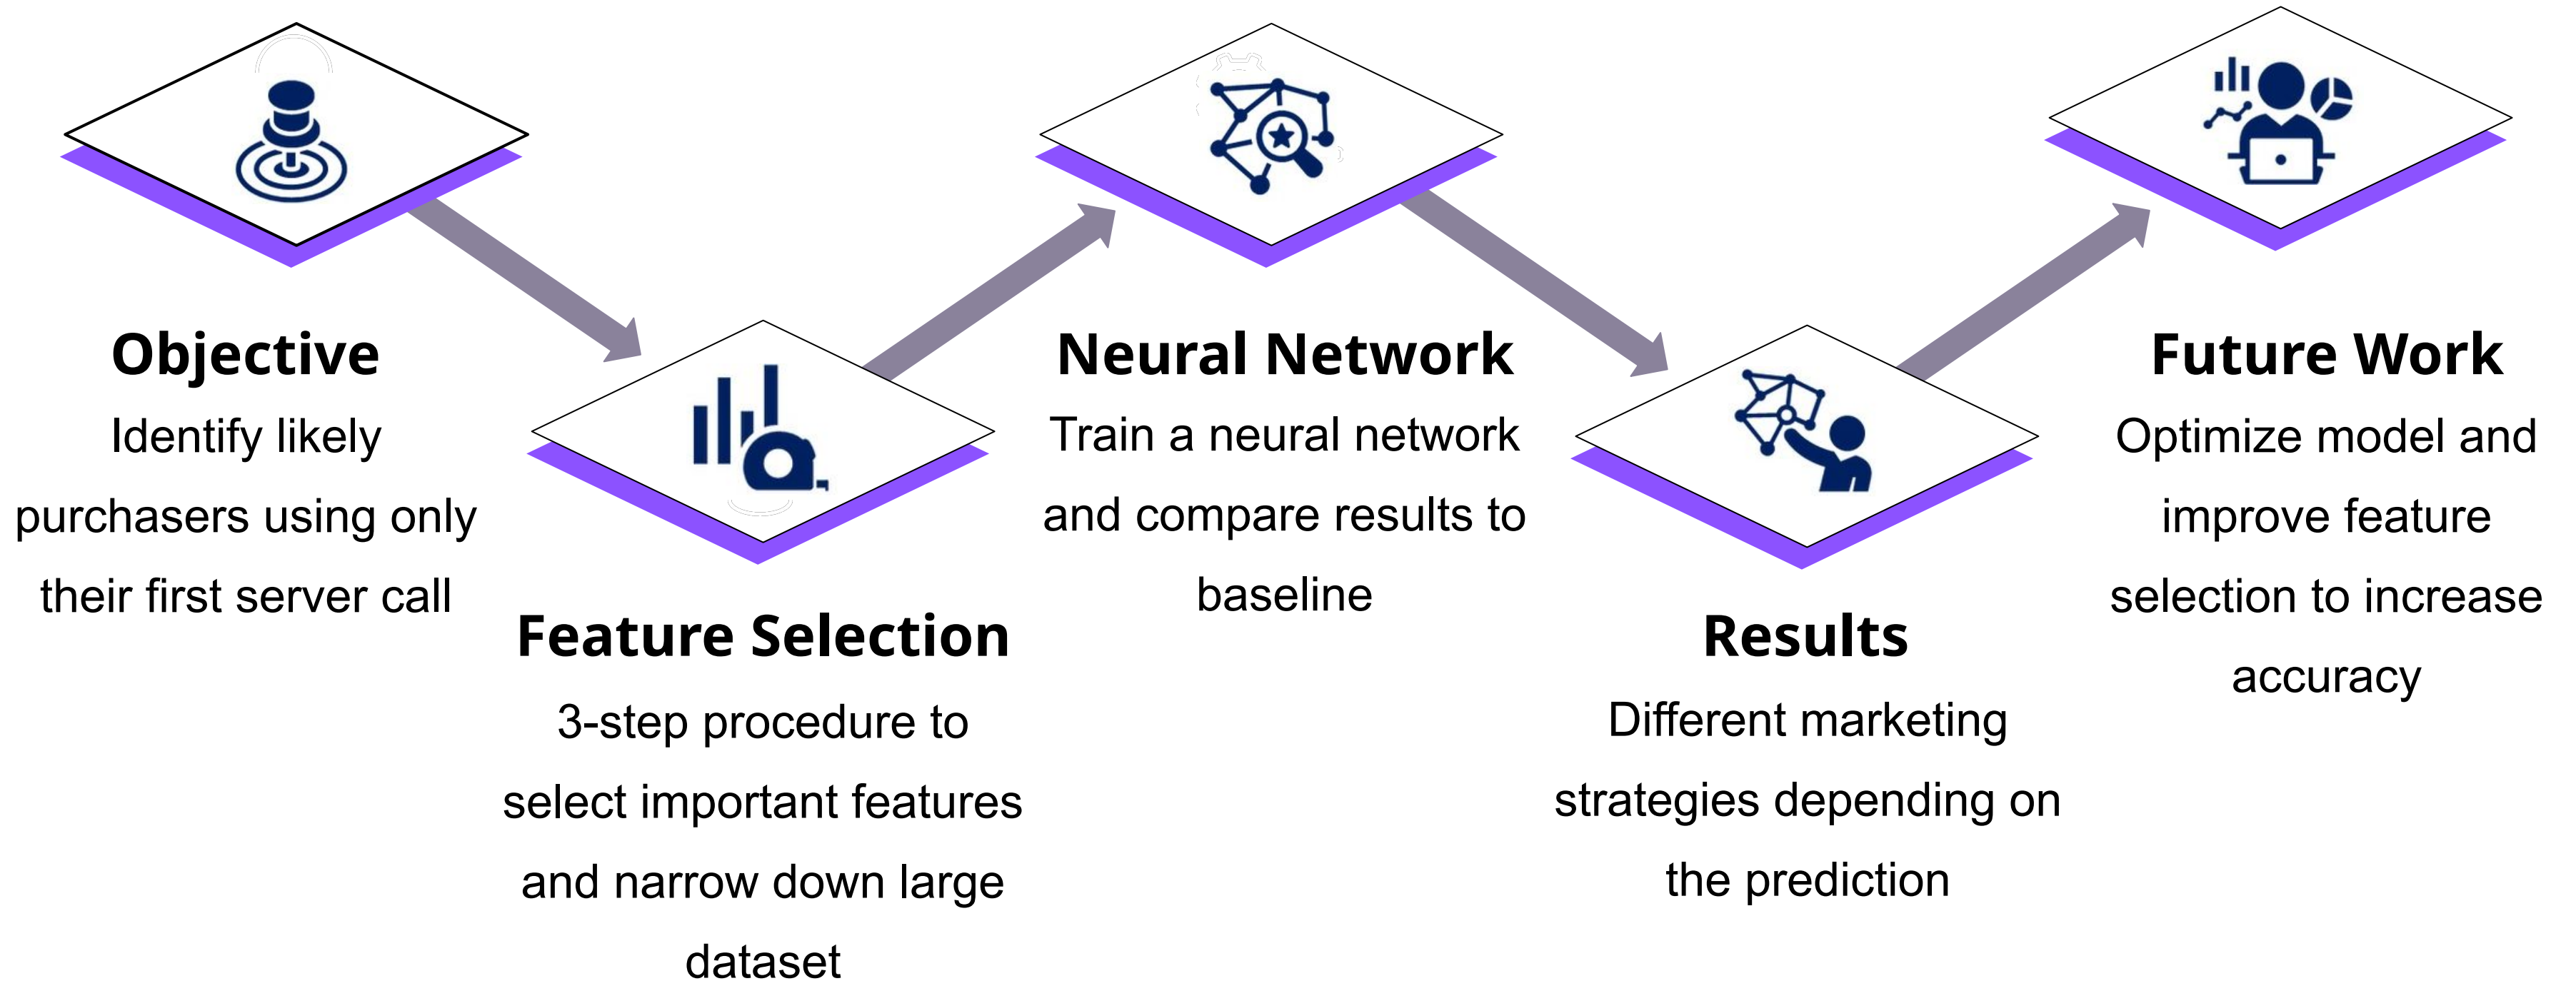 Objective
Identify likely
purchasers using only
their first server call
Feature Selection
3-step procedure to
select important features
and narrow down large
dataset
Neural Network
Train a neural network
and compare results to
baseline
Results
Different marketing
strategies depending on
the prediction
Future Work
Optimize model and
improve feature
selection to increase
accuracy